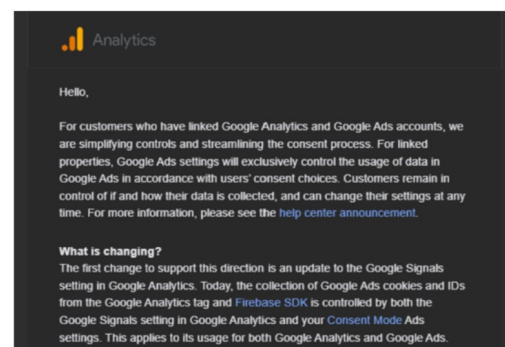 Analytics
Hello,
For customers who have linked Google Analytics and Google Ads accounts, we
are simplifying controls and streamlining the consent process. For linked
properties, Google Ads settings will exclusively control the usage of data in
Google Ads in accordance with users' consent choices. Customers remain in
control of if and how their data is collected, and can change their settings at any
time. For more information, please see the help center announcement.
What is changing?
The first change to support this direction is an update to the Google Signals
setting in Google Analytics. Today, the collection of Google Ads cookies and IDs
from the Google Analytics tag and Firebase SDK is controlled by both the
Google Signals setting in Google Analytics and your Consent Mode Ads
settings. This applies to its usage for both Google Analytics and Google Ads.